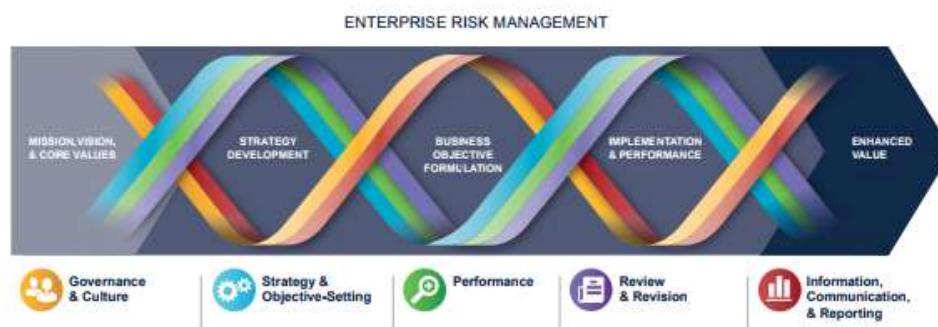 ENTERPRISE RISK MANAGEMENT
MISSION, VISION,
& CORE VALUES
STRATEGY
DEVELOPMENT
BUSINESS
OBJECTIVE
FORMULATION
IMPLEMENTATION
& PERFORMANCE
ENHANCED
VALUE
Governance
& Culture
Strategy &
Objective-Setting
Performance
Review
& Revision
Information,
Communication,
& Reporting